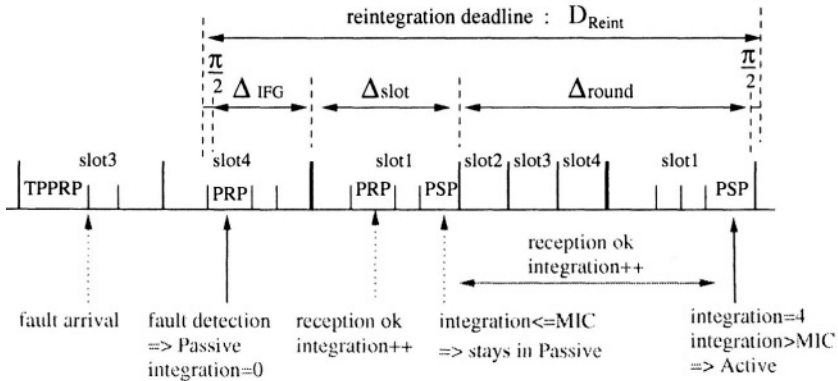 reintegration deadline : D_Reint
π/2 π/2
Δ IFG Δslot Δround
slot3 slot4 slot1 slot2 slot3 slot4 slot1
TPPRP PRP PRP PSP PSP
reception ok
integration++
fault arrival
fault detection
=> Passive
integration=0
reception ok
integration++
integration<=MIC
=> stays in Passive
integration=4
integration>MIC
=> Active